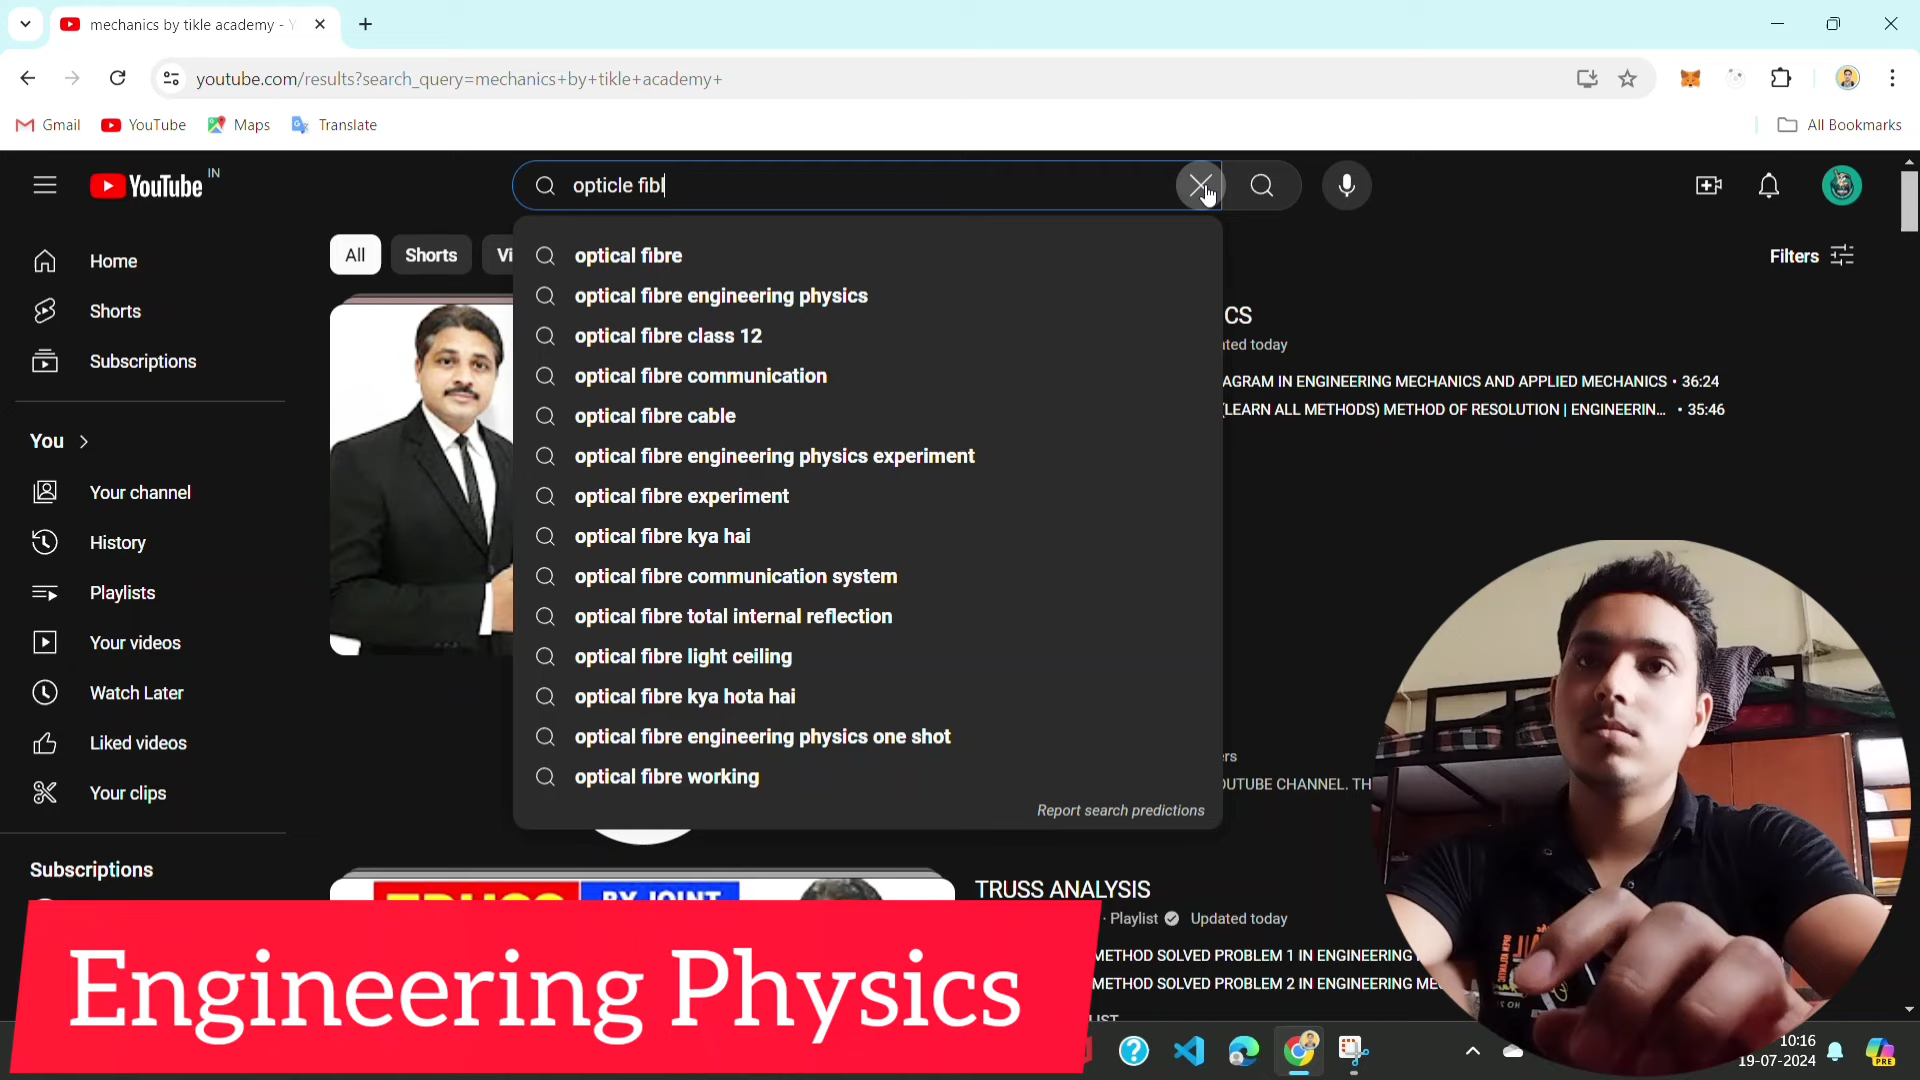 mechanics by tikle academy - Y
youtube.com/results?search_query=mechanics+by+tikle+academy+
Gmail
YouTube
Maps
Translate
All Bookmarks
YouTube IN
opticle fibl
Home
Shorts
Subscriptions
You
Your channel
History
Playlists
Your videos
Watch Later
Liked videos
Your clips
Subscriptions
All
Shorts
Vi
Filters
optical fibre
optical fibre engineering physics
optical fibre class 12
optical fibre communication
optical fibre cable
optical fibre engineering physics experiment
optical fibre experiment
optical fibre kya hai
optical fibre communication system
optical fibre total internal reflection
optical fibre light ceiling
optical fibre kya hota hai
optical fibre engineering physics one shot
optical fibre working
Report search predictions
CS
ted today
AGRAM IN ENGINEERING MECHANICS AND APPLIED MECHANICS • 36:24
(LEARN ALL METHODS) METHOD OF RESOLUTION | ENGINEERIN... • 35:46
rs
OUTUBE CHANNEL. TH
BY JOINT
TRUSS ANALYSIS
· Playlist Updated today
METHOD SOLVED PROBLEM 1 IN ENGINEERING
METHOD SOLVED PROBLEM 2 IN ENGINEERING ME
Engineering Physics
10:16
19-07-2024
PRE